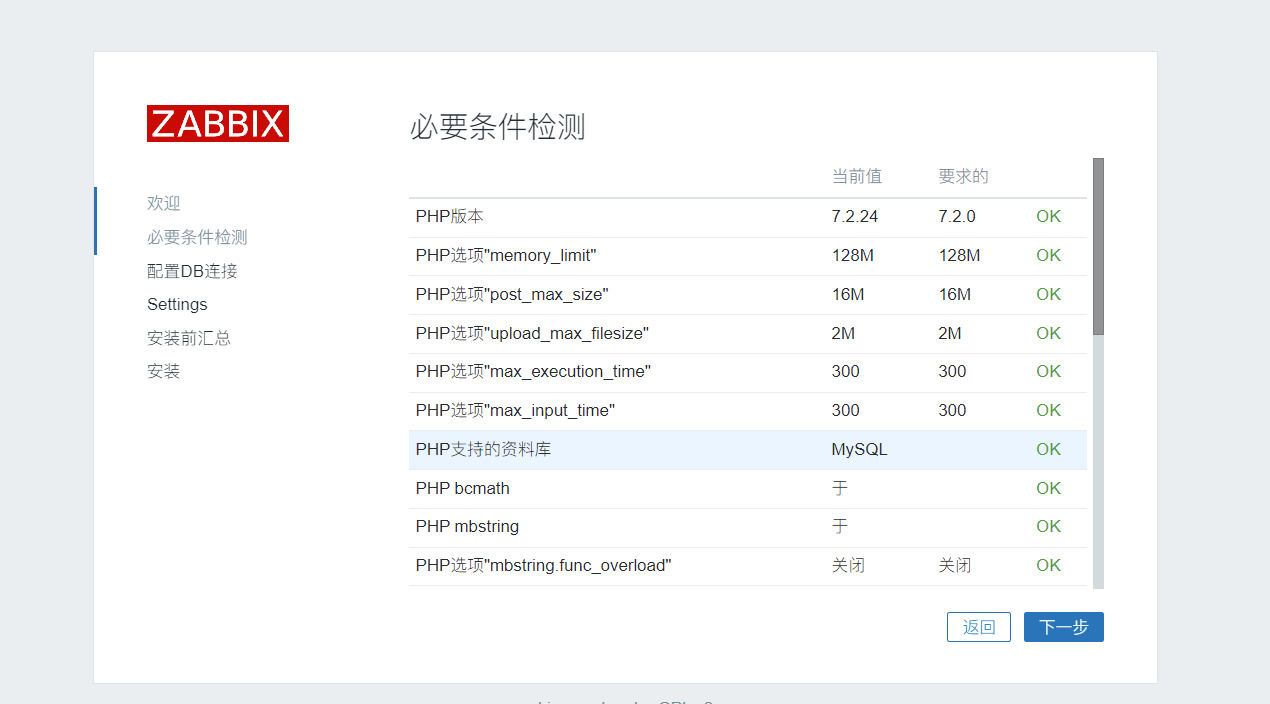 ZABBIX
必要条件检测
欢迎
必要条件检测
配置DB连接
Settings
安装前汇总
安装
当前值 要求的
PHP版本 7.2.24 7.2.0 OK
PHP选项"memory_limit" 128M 128M OK
PHP选项"post_max_size" 16M 16M OK
PHP选项"upload_max_filesize" 2M 2M OK
PHP选项"max_execution_time" 300 300 OK
PHP选项"max_input_time" 300 300 OK
PHP支持的资料库 MySQL OK
PHP bcmath 于 OK
PHP mbstring 于 OK
PHP选项"mbstring.func_overload" 关闭 关闭 OK
返回 下一步